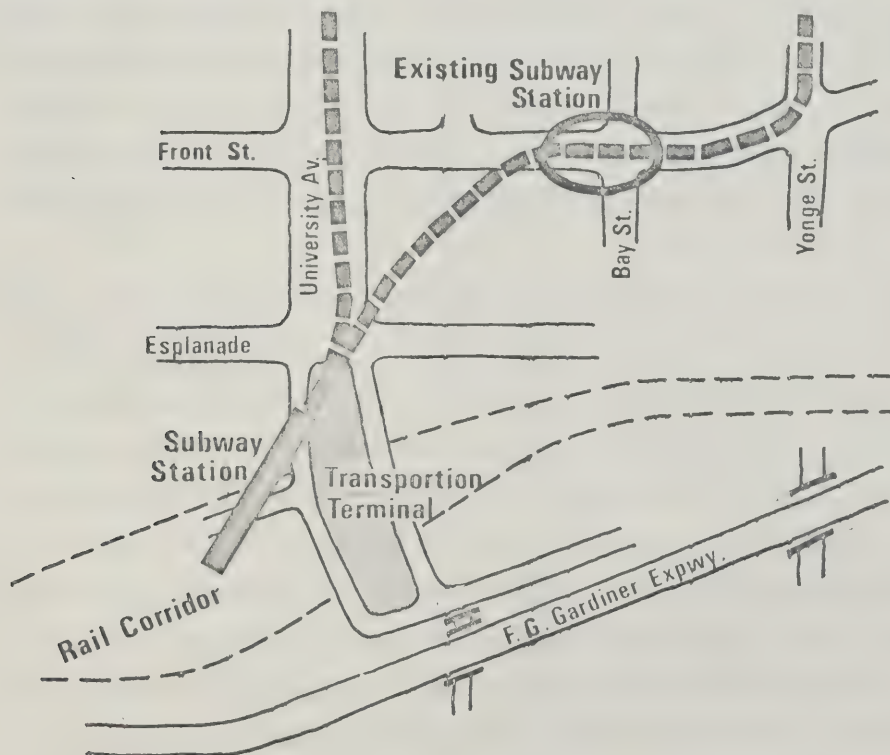 Existing Subway
Station
Front St.
University Av.
Bay St.
Yonge St.
Esplanade
Subway
Station
Transportion
Terminal
Rail Corridor
F. G. Gardiner Expwy.